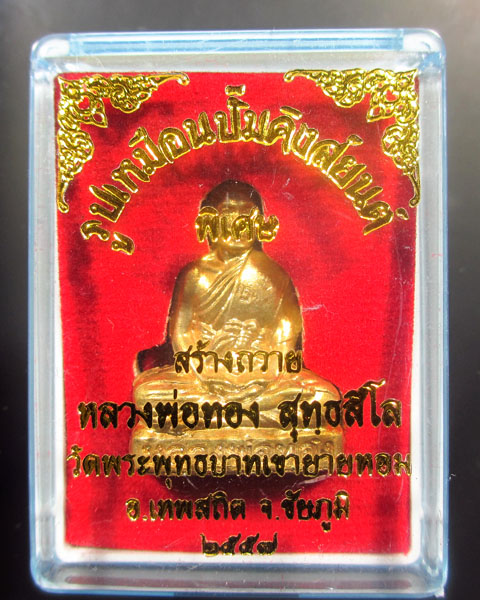 รูปเหมือนปั๊มคิงส์ยนต์
พิเศษ
สร้างถวาย
หลวงพ่อทอง สุทฺธสีโล
วัดพระพุทธบาทเขายายหอม
อ.เทพสถิต จ.ชัยภูมิ
๒๕๕๗